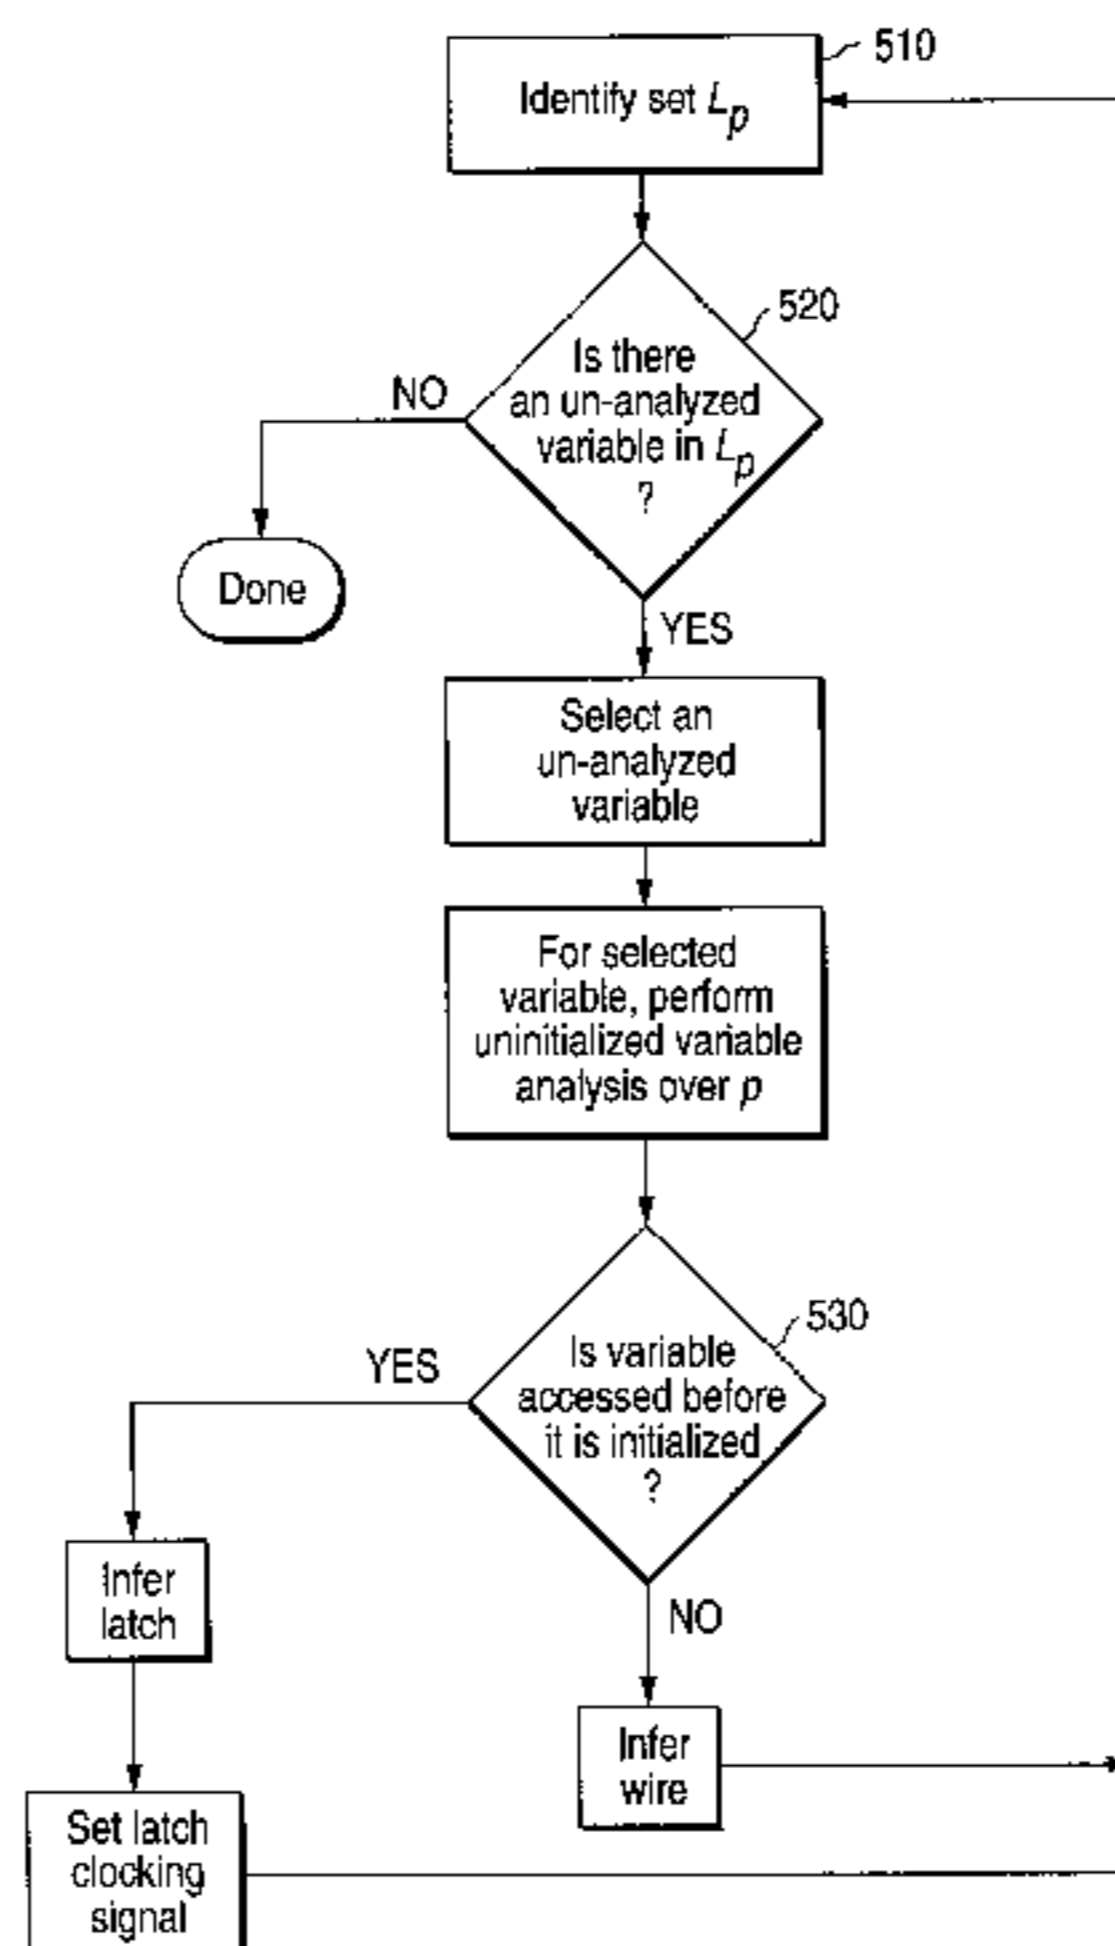 510
Identify set Lp
520
Is there
an un-analyzed
variable in Lp
?
NO
Done
YES
Select an
un-analyzed
variable
For selected
variable, perform
uninitialized variable
analysis over p
530
Is variable
accessed before
it is initialized
?
YES
Infer
latch
NO
Infer
wire
Set latch
clocking
signal